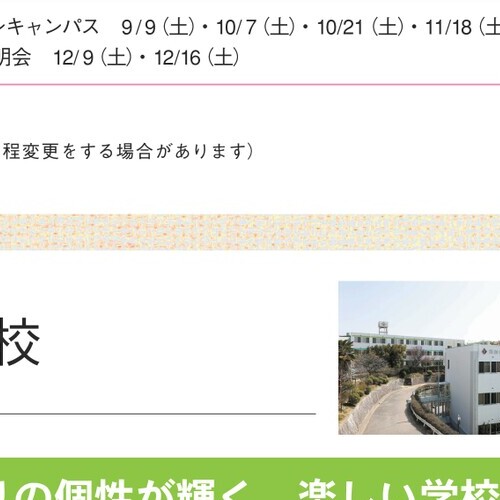 ンキャンパス 9/9（土）・10/7（土）・10/21（土）・11/18（土
明会 12/9（土）・12/16（土）
程変更をする場合があります）
校
の個性が輝く、楽しい学校